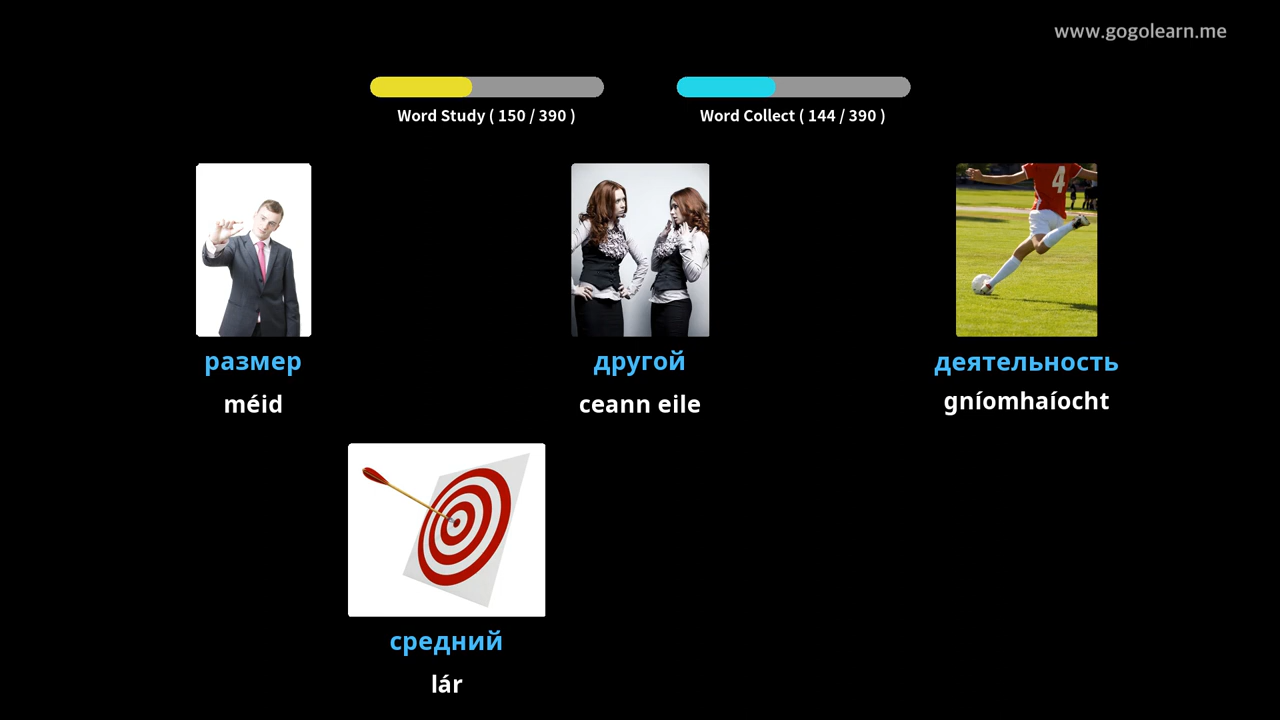 www.gogolearn.me
Word Study ( 150 / 390 )
Word Collect ( 144 / 390 )
4
размер
другой
деятельность
méid
ceann eile
gníomhaíocht
средний
lár